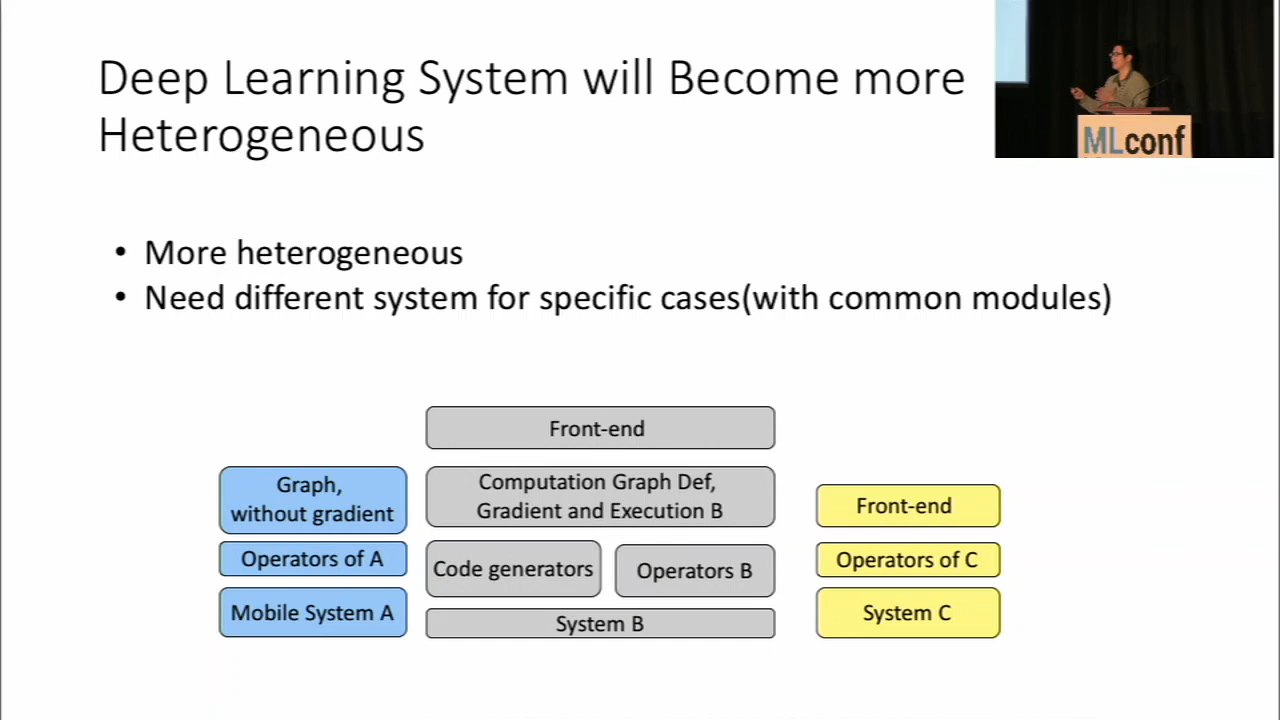 Deep Learning System will Become more
Heterogeneous
MLconf
• More heterogeneous
• Need different system for specific cases(with common modules)
Front-end
Graph,
without gradient
Computation Graph Def,
Gradient and Execution B
Front-end
Operators of A
Code generators
Operators B
Operators of C
Mobile System A
System B
System C